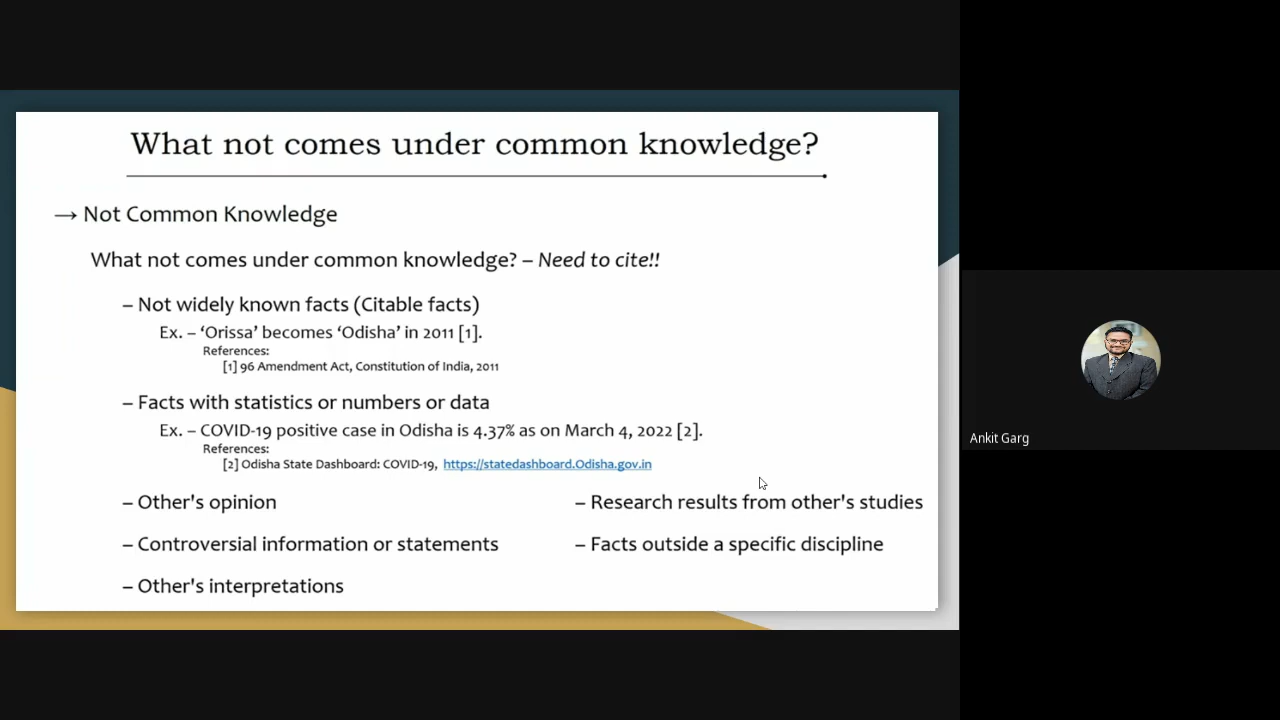 What not comes under common knowledge?
→ Not Common Knowledge
What not comes under common knowledge? – Need to cite!!
– Not widely known facts (Citable facts)
Ex. – ‘Orissa’ becomes ‘Odisha’ in 2011 [1].
References:
[1] 96 Amendment Act, Constitution of India, 2011
– Facts with statistics or numbers or data
Ex. – COVID-19 positive case in Odisha is 4.37% as on March 4, 2022 [2].
References:
[2] Odisha State Dashboard: COVID-19, https://statedashboard.Odisha.gov.in
– Other's opinion
– Research results from other's studies
– Controversial information or statements
– Facts outside a specific discipline
– Other's interpretations
Ankit Garg